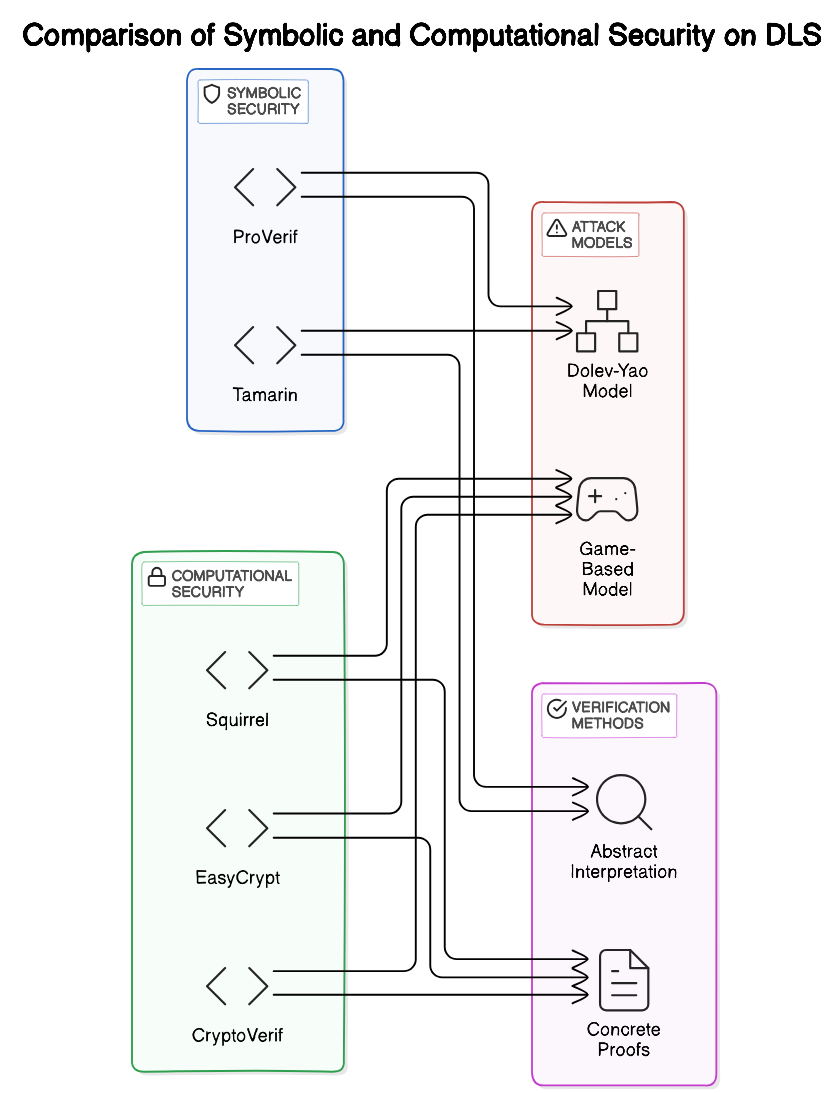 Comparison of Symbolic and Computational Security on DLS
SYMBOLIC
SECURITY
ProVerif
Tamarin
ATTACK
MODELS
Dolev-Yao
Model
Game-
Based
Model
COMPUTATIONAL
SECURITY
Squirrel
EasyCrypt
CryptoVerif
VERIFICATION
METHODS
Abstract
Interpretation
Concrete
Proofs